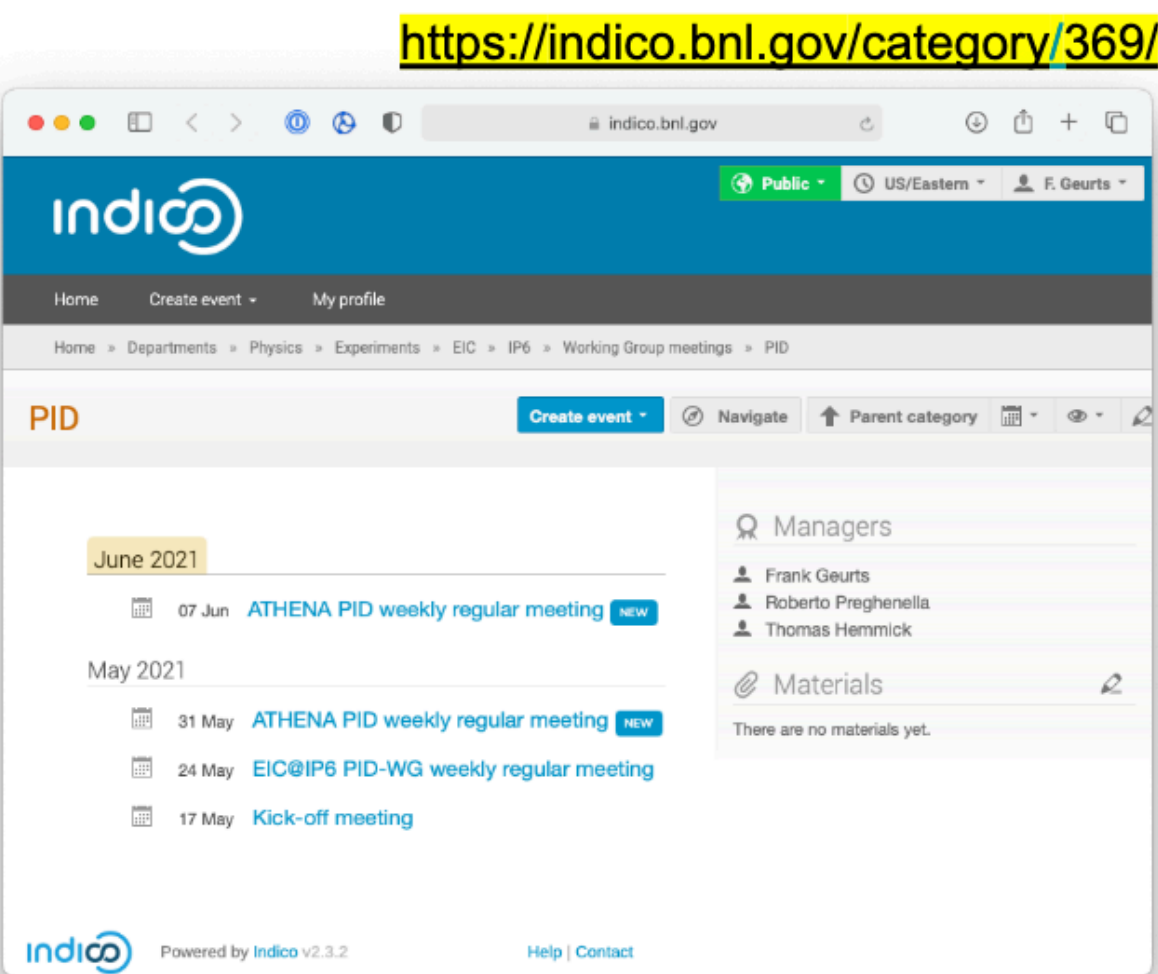 https://indico.bnl.gov/category/369/
indico.bnl.gov
indico
Public US/Eastern F. Geurts
Home Create event My profile
Home » Departments » Physics » Experiments » EIC » IP6 » Working Group meetings » PID
PID
Create event Navigate Parent category
June 2021
07 Jun ATHENA PID weekly regular meeting NEW
May 2021
31 May ATHENA PID weekly regular meeting NEW
24 May EIC@IP6 PID-WG weekly regular meeting
17 May Kick-off meeting
Managers
Frank Geurts
Roberto Preghenella
Thomas Hemmick
Materials
There are no materials yet.
indico Powered by Indico v2.3.2 Help | Contact